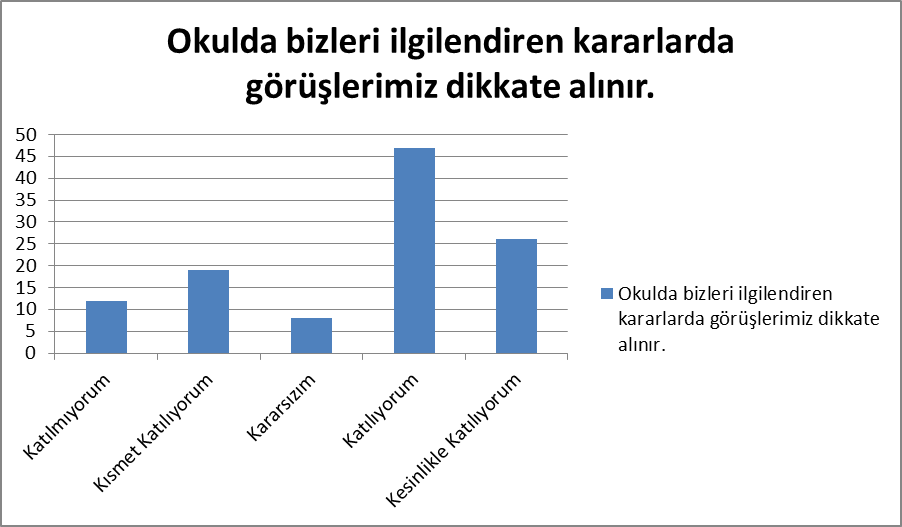 Okulda bizleri ilgilendiren kararlarda
görüşlerimiz dikkate alınır.
50
45
40
35
30
25
20
15
10
5
0
Katılmıyorum
Kısmet Katılıyorum
Kararsızım
Katılıyorum
Kesinlikle Katılıyorum
Okulda bizleri ilgilendiren
kararlarda görüşlerimiz dikkate
alınır.